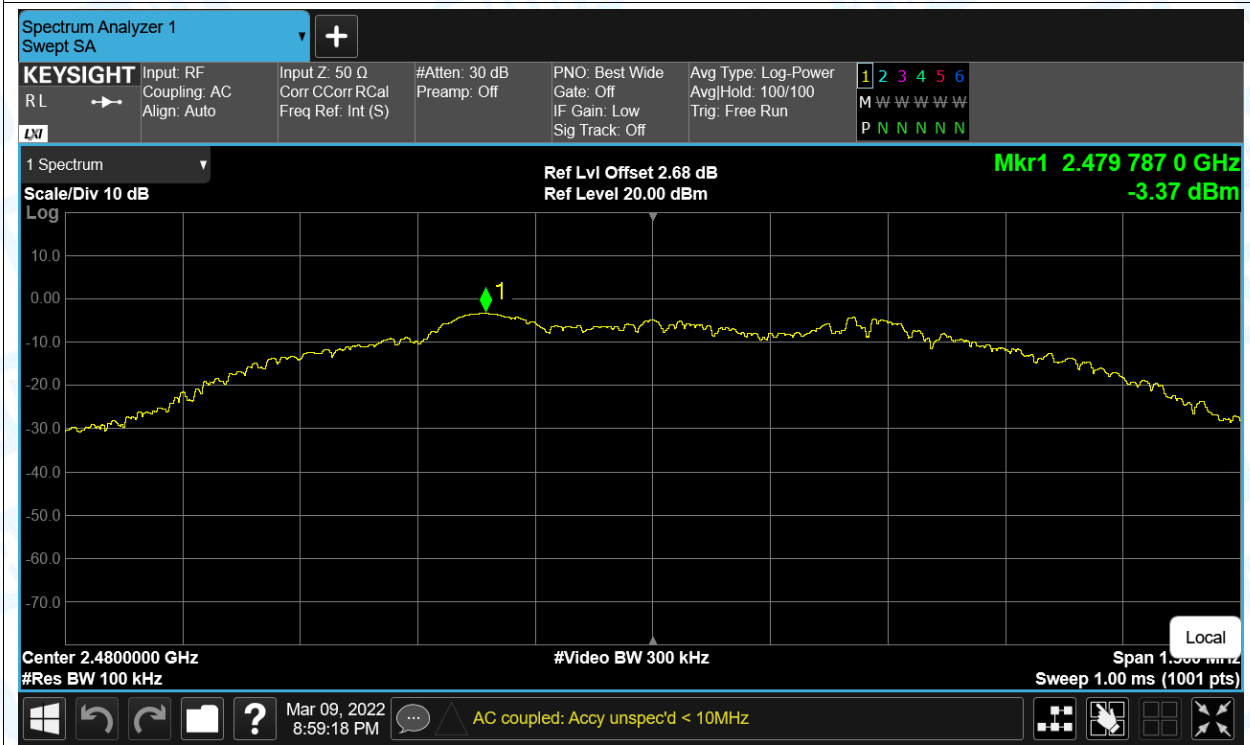 Spectrum Analyzer 1
Swept SA
KEYSIGHT
R L
LXI
Input: RF
Coupling: AC
Align: Auto
Input Z: 50 Ω
Corr CCorr RCal
Freq Ref: Int (S)
#Atten: 30 dB
Preamp: Off
PNO: Best Wide
Gate: Off
IF Gain: Low
Sig Track: Off
Avg Type: Log-Power
Avg|Hold: 100/100
Trig: Free Run
1 2 3 4 5 6
M W W W W W
P N N N N N
1 Spectrum
Scale/Div 10 dB
Log
Ref Lvl Offset 2.68 dB
Ref Level 20.00 dBm
Mkr1 2.479 787 0 GHz
-3.37 dBm
10.0
0.00
-10.0
-20.0
-30.0
-40.0
-50.0
-60.0
-70.0
1
Local
Center 2.4800000 GHz
#Res BW 100 kHz
#Video BW 300 kHz
Span
Sweep 1.00 ms (1001 pts)
?
Mar 09, 2022
8:59:18 PM
AC coupled: Accy unspec'd < 10MHz